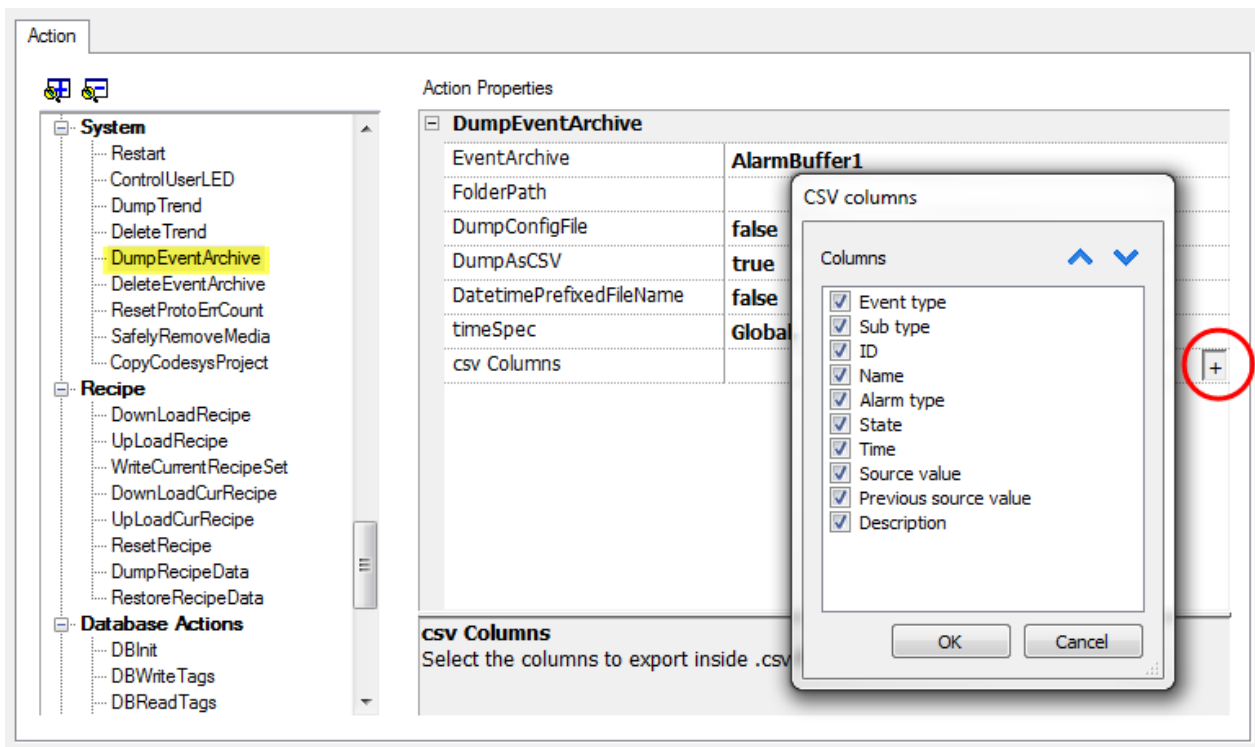 Action
System
Restart
ControlUserLED
DumpTrend
DeleteTrend
DumpEventArchive
DeleteEventArchive
ResetProtoErrCount
SafelyRemoveMedia
CopyCodesysProject
Recipe
DownLoadRecipe
UpLoadRecipe
WriteCurrentRecipeSet
DownLoadCurRecipe
UpLoadCurRecipe
ResetRecipe
DumpRecipeData
RestoreRecipeData
Database Actions
DBInit
DBWriteTags
DBReadTags
Action Properties
DumpEventArchive
EventArchive AlarmBuffer1
FolderPath
DumpConfigFile false
DumpAsCSV true
DatetimePrefixedFileName false
timeSpec Global
csv Columns +
csv Columns
Select the columns to export inside .csv
CSV columns
Columns
Event type
Sub type
ID
Name
Alarm type
State
Time
Source value
Previous source value
Description
OK Cancel